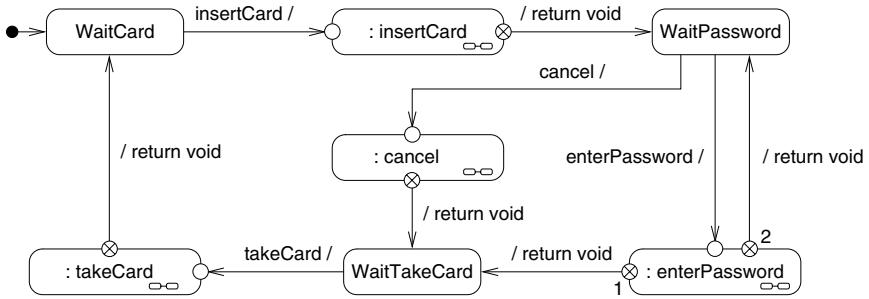 WaitCard
insertCard /
: insertCard
/ return void
WaitPassword
cancel /
/ return void
: cancel
enterPassword /
/ return void
/ return void
2
: takeCard
takeCard /
WaitTakeCard
/ return void
1
: enterPassword